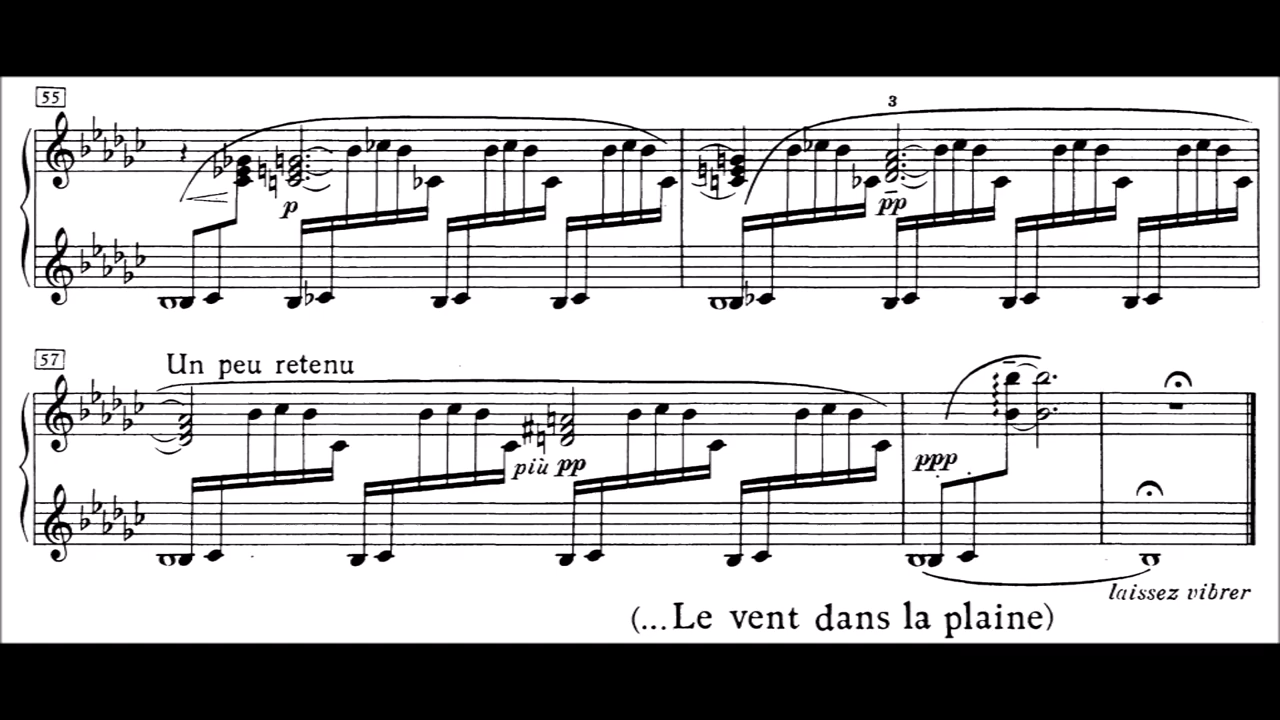 55
3
p
pp
57
Un peu retenu
più pp
ppp
laissez vibrer
(...Le vent dans la plaine)